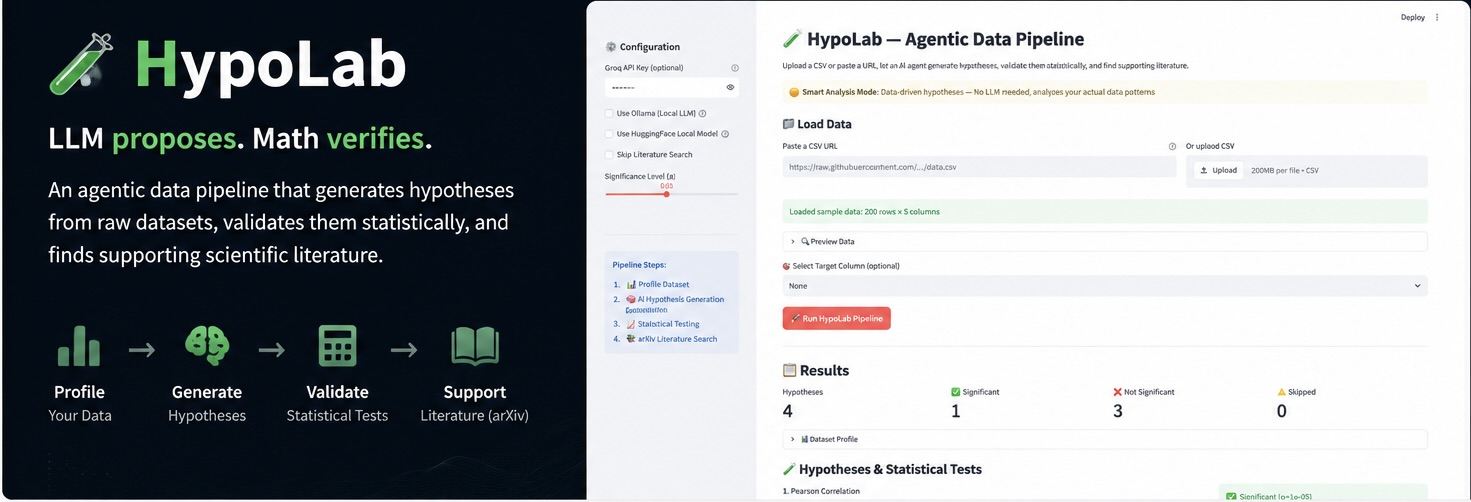 HypoLab
LLM proposes. Math verifies.
An agentic data pipeline that generates hypotheses
from raw datasets, validates them statistically, and
finds supporting scientific literature.
Profile
Your Data
Generate
Hypotheses
Validate
Statistical Tests
Support
Literature (arXiv)
Configuration
Groq API Key (optional)
Use Ollama (Local LLM)
Use HuggingFace Local Model
Skip Literature Search
Significance Level
Pipeline Steps:
1. Profile Dataset
2. AI Hypothesis Generation
3. Statistical Testing
4. arXiv Literature Search
Deploy
HypoLab — Agentic Data Pipeline
Upload a CSV or paste a URL, let an AI agent generate hypotheses, validate them statistically, and find supporting literature.
Smart Analysis Mode: Data-driven hypotheses — No LLM needed, analyzes your actual data patterns
Load Data
Paste a CSV URL
Or upload CSV
Upload
200MB per file • CSV
Loaded sample data: 200 rows × 5 columns
Preview Data
Select Target Column (optional)
None
Run HypoLab Pipeline
Results
Hypotheses
4
Significant
1
Not Significant
3
Skipped
0
Dataset Profile
Hypotheses & Statistical Tests
1. Pearson Correlation
Significant (p=1e-05)